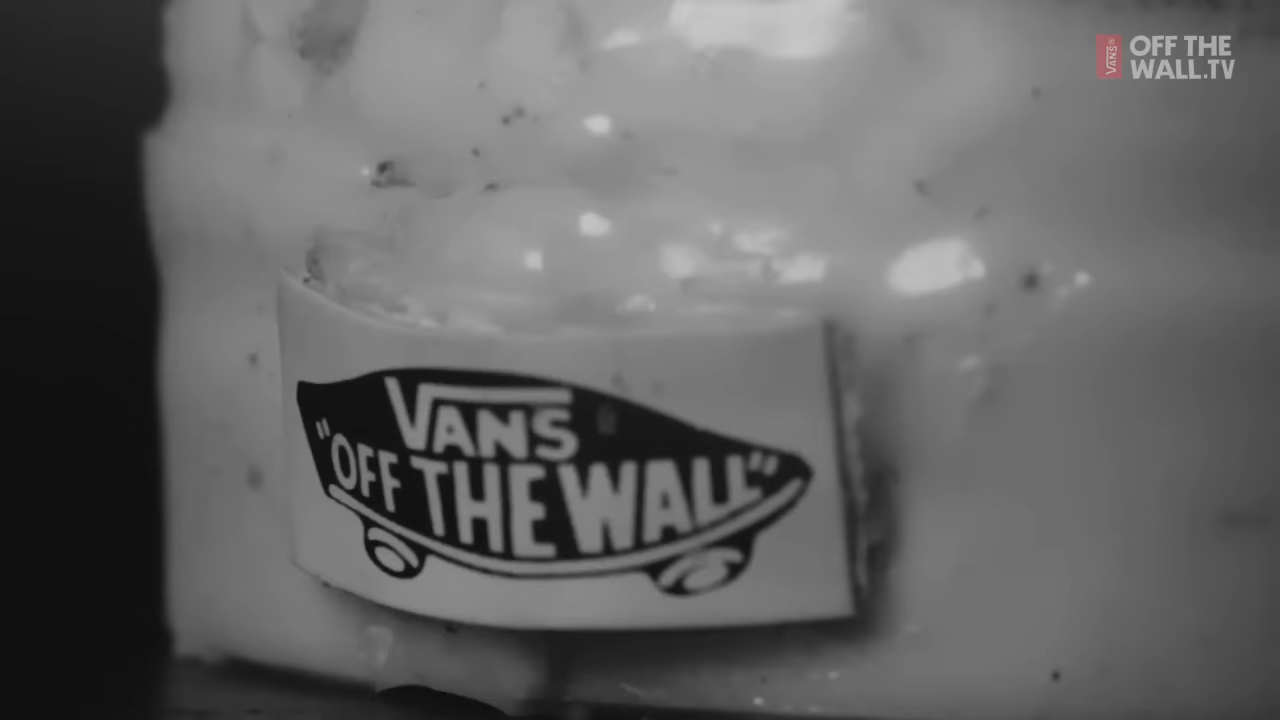 VANS
"OFF THE WALL"
VANS
OFF THE
WALL.TV